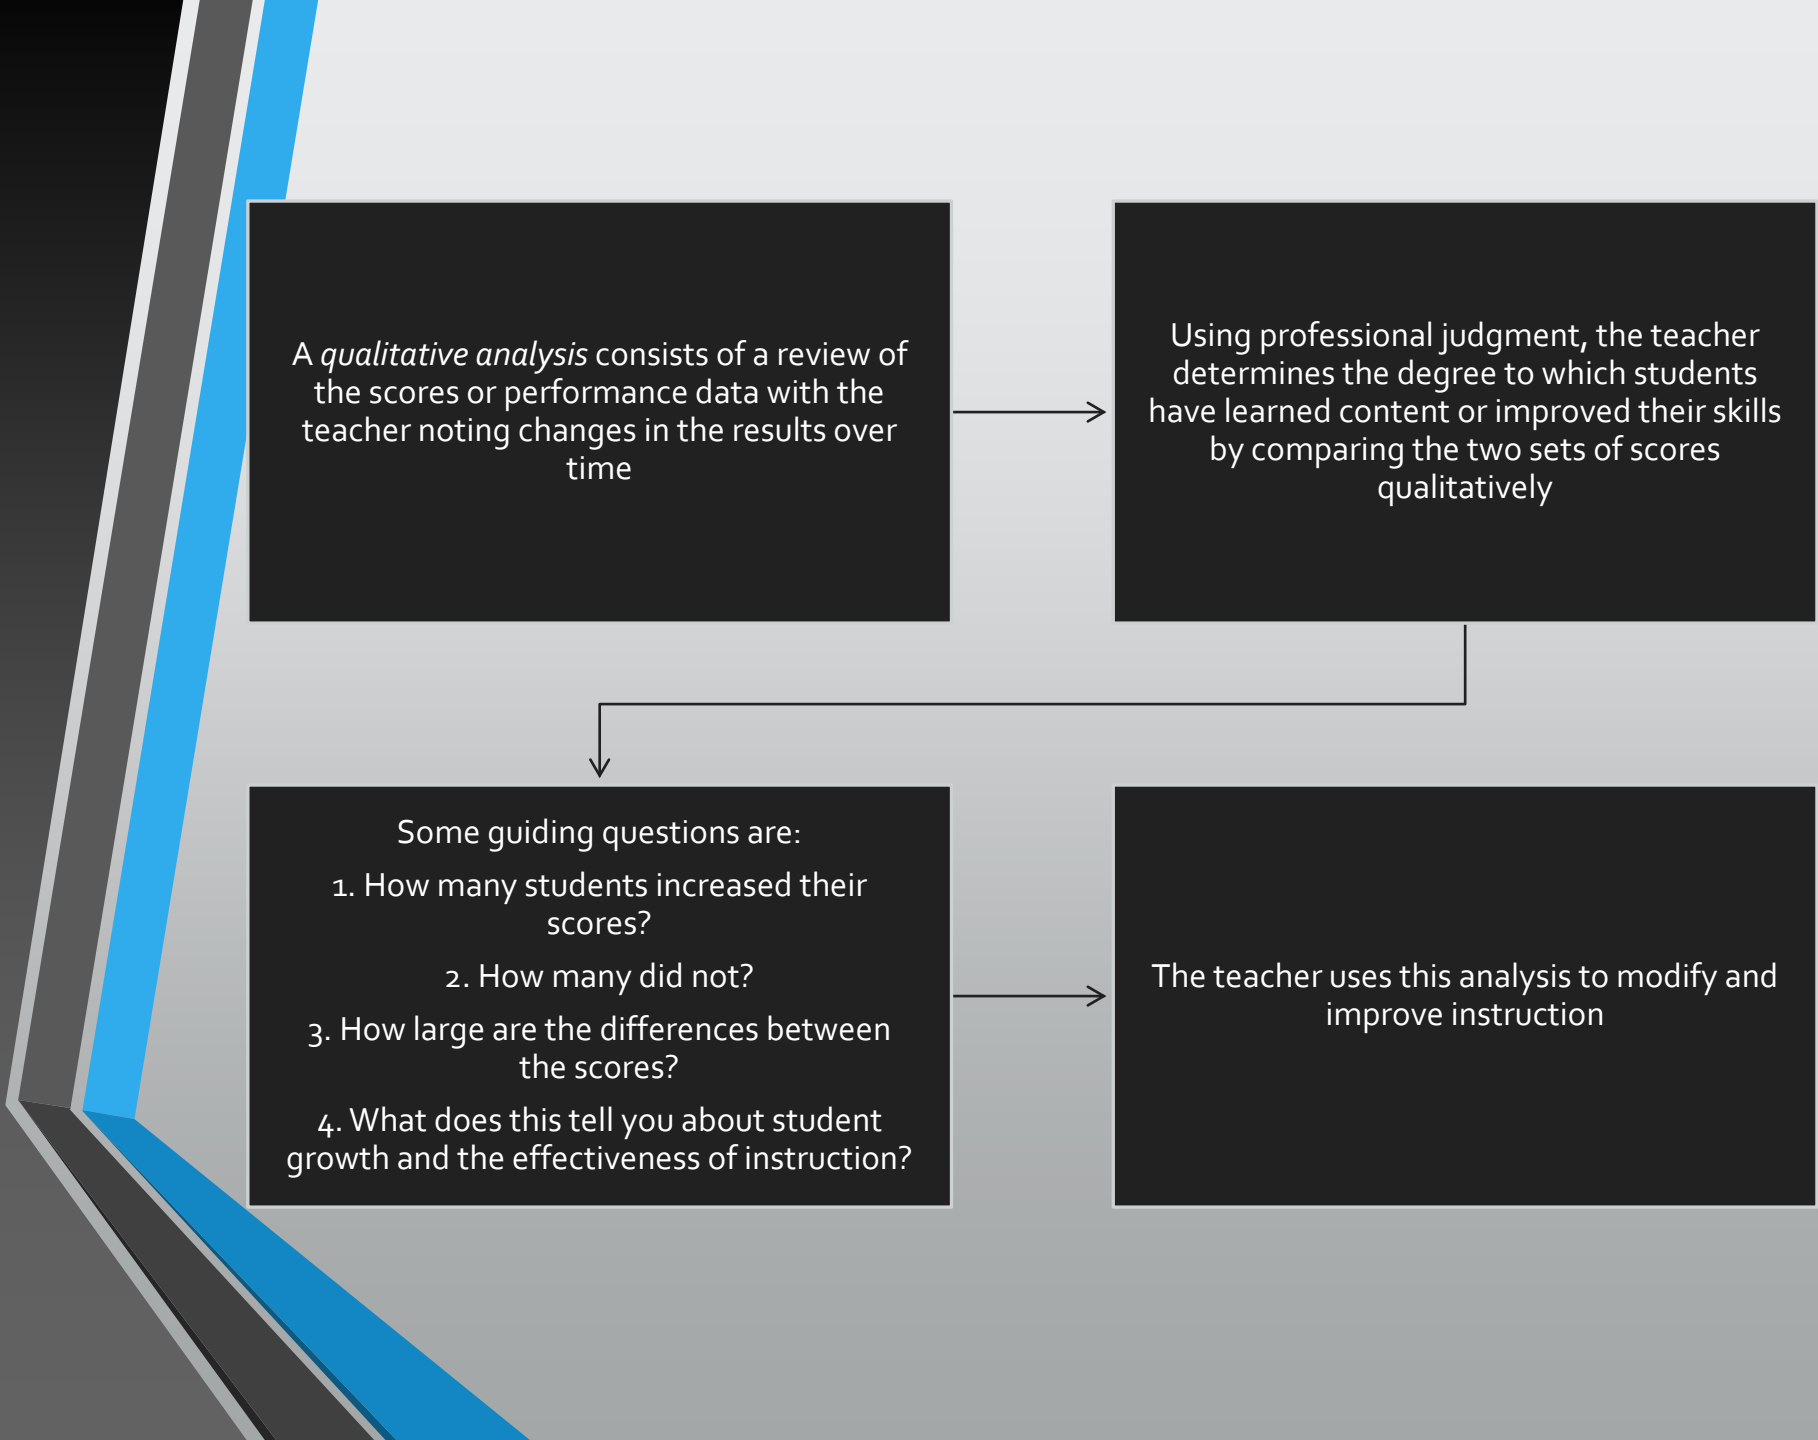 A qualitative analysis consists of a review of
the scores or performance data with the
teacher noting changes in the results over
time
Using professional judgment, the teacher
determines the degree to which students
have learned content or improved their skills
by comparing the two sets of scores
qualitatively
Some guiding questions are:
1. How many students increased their
scores?
2. How many did not?
3. How large are the differences between
the scores?
4. What does this tell you about student
growth and the effectiveness of instruction?
The teacher uses this analysis to modify and
improve instruction